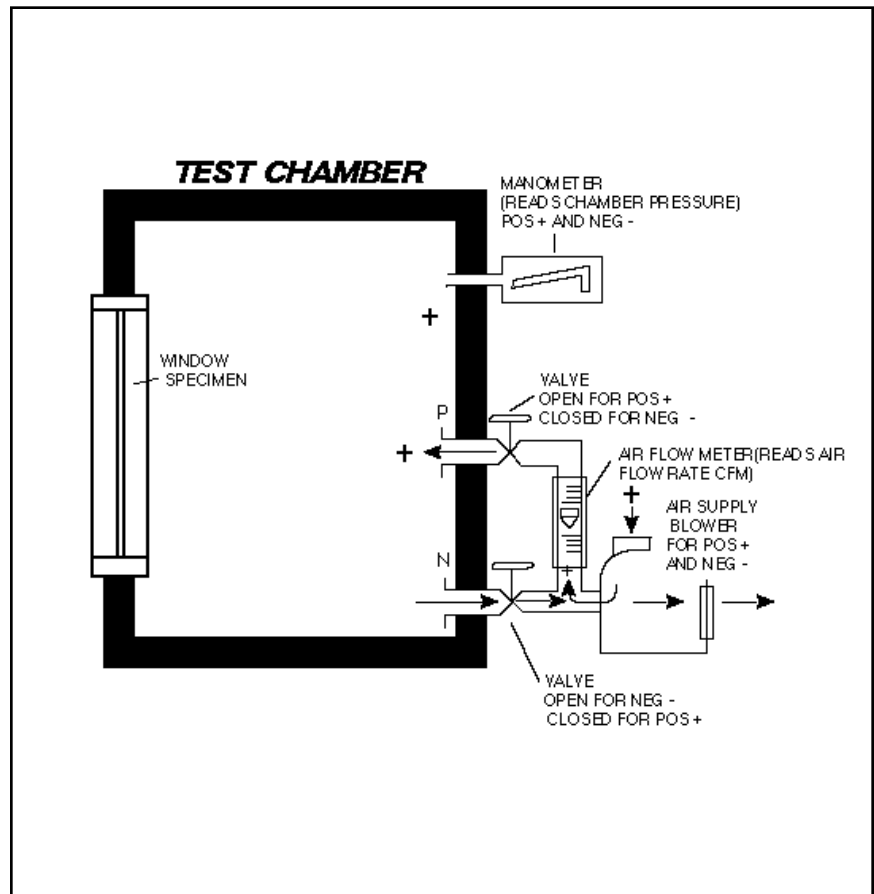 TEST CHAMBER
MANOMETER
(READS CHAMBER PRESSURE)
POS + AND NEG -
+
WINDOW
SPECIMEN
VALVE
OPEN FOR POS +
CLOSED FOR NEG -
P
+
AIR FLOW METER(READS AIR
FLOW RATE CFM)
+
AIR SUPPLY
BLOWER
FOR POS +
AND NEG -
N
+
VALVE
OPEN FOR NEG -
CLOSED FOR POS +